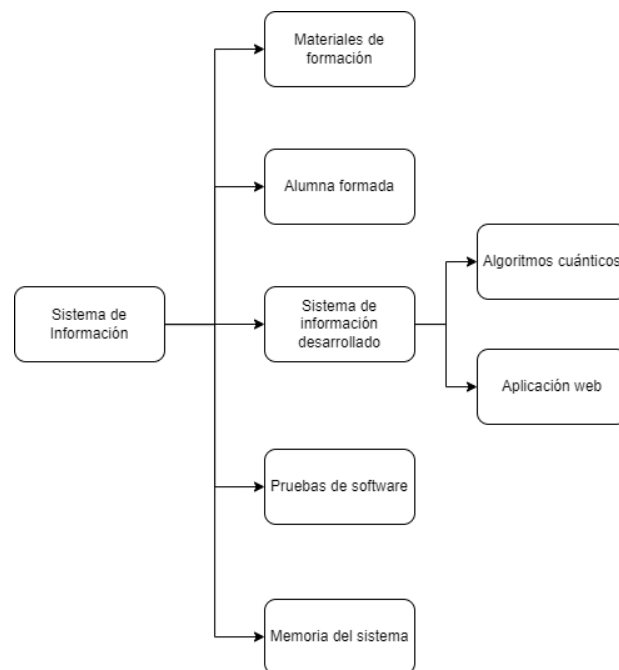 Materiales de
formación
Alumna formada
Algoritmos cuánticos
Sistema de
Información
Sistema de
información
desarrollado
Aplicación web
Pruebas de software
Memoria del sistema